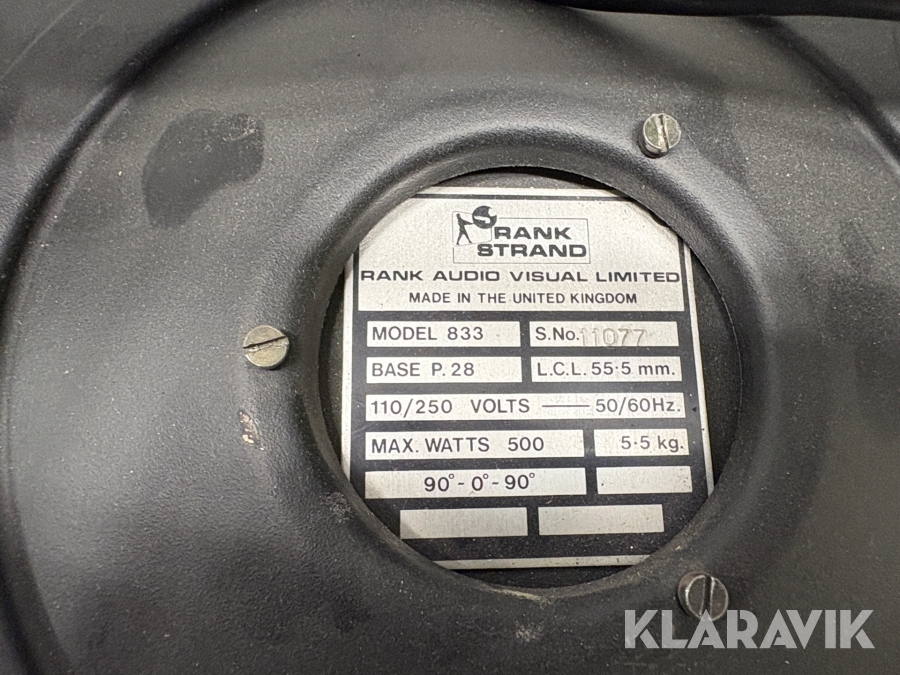 RANK
STRAND
RANK AUDIO VISUAL LIMITED
MADE IN THE UNITED KINGDOM
MODEL 833 S.No. 11077
BASE P. 28 L.C.L. 55·5 mm.
110/250 VOLTS —— 50/60Hz.
MAX. WATTS 500 5·5 kg.
90° - 0° - 90°
KLARAVIK